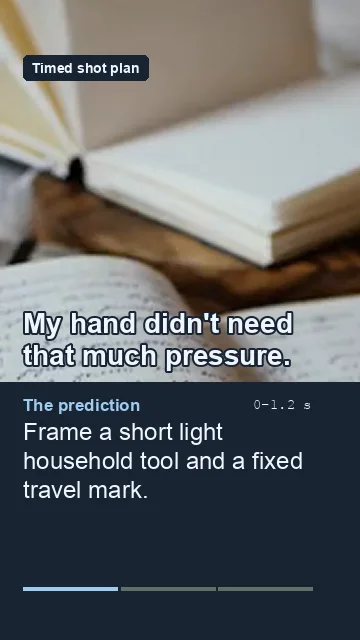 Timed shot plan
My hand didn't need
that much pressure.
The prediction
0–1.2 s
Frame a short light
household tool and a fixed
travel mark.